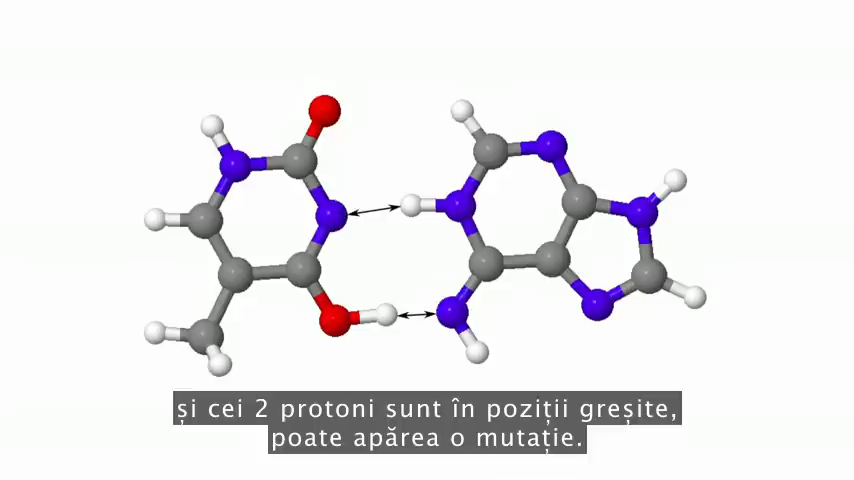 și cei 2 protoni sunt în poziții greșite,
poate apărea o mutație.